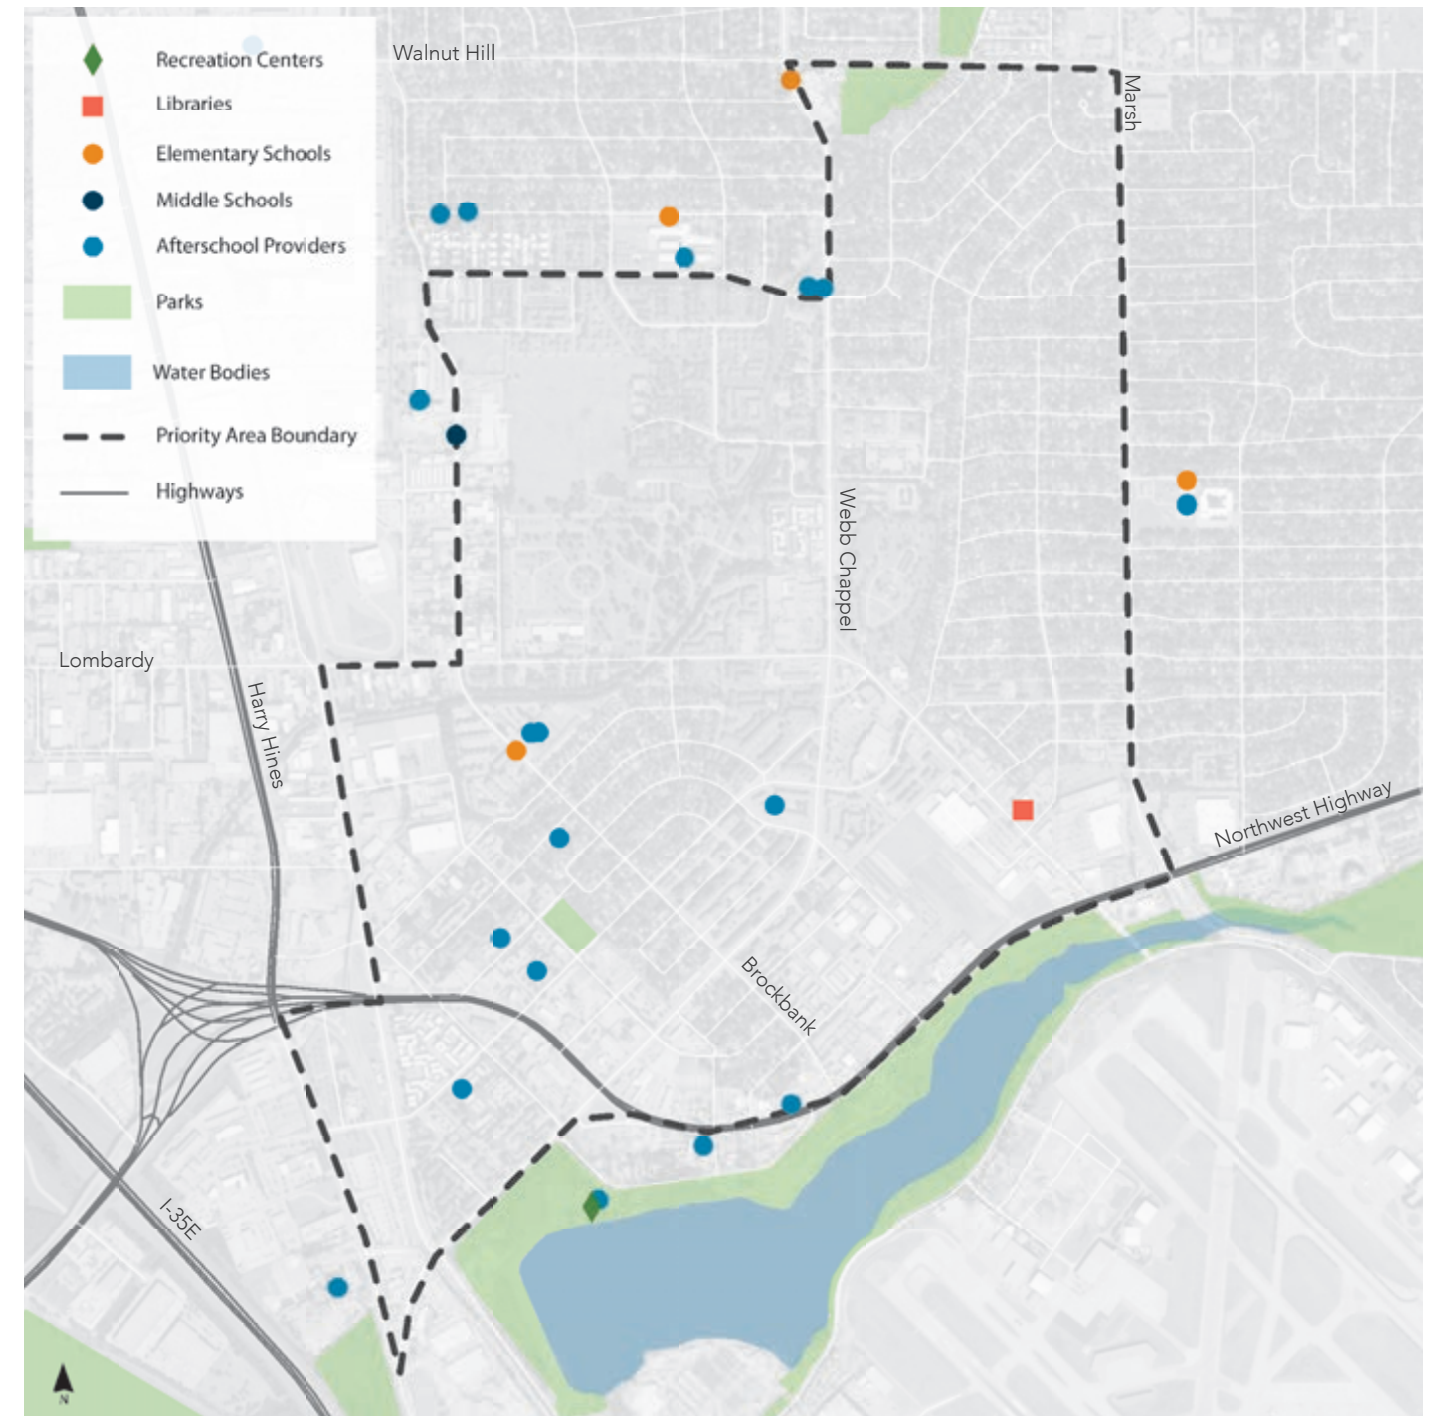 Recreation Centers
Libraries
Elementary Schools
Middle Schools
Afterschool Providers
Parks
Water Bodies
Priority Area Boundary
Highways
Walnut Hill
Marsh
Webb Chappel
Lombardy
Harry Hines
Northwest Highway
Brockbank
I-35E
N